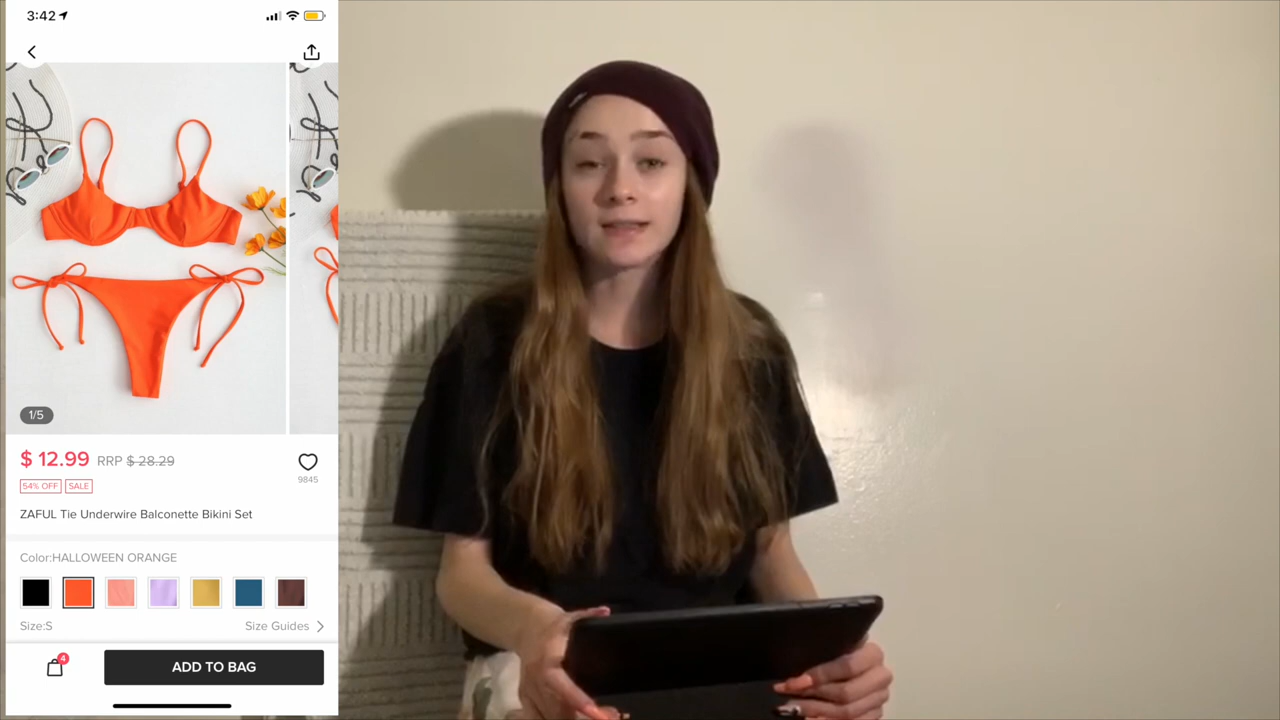 3:42
1/5
$ 12.99 RRP $ 28.29
9845
54% OFF SALE
ZAFUL Tie Underwire Balconette Bikini Set
Color:HALLOWEEN ORANGE
Size:S Size Guides
4
ADD TO BAG